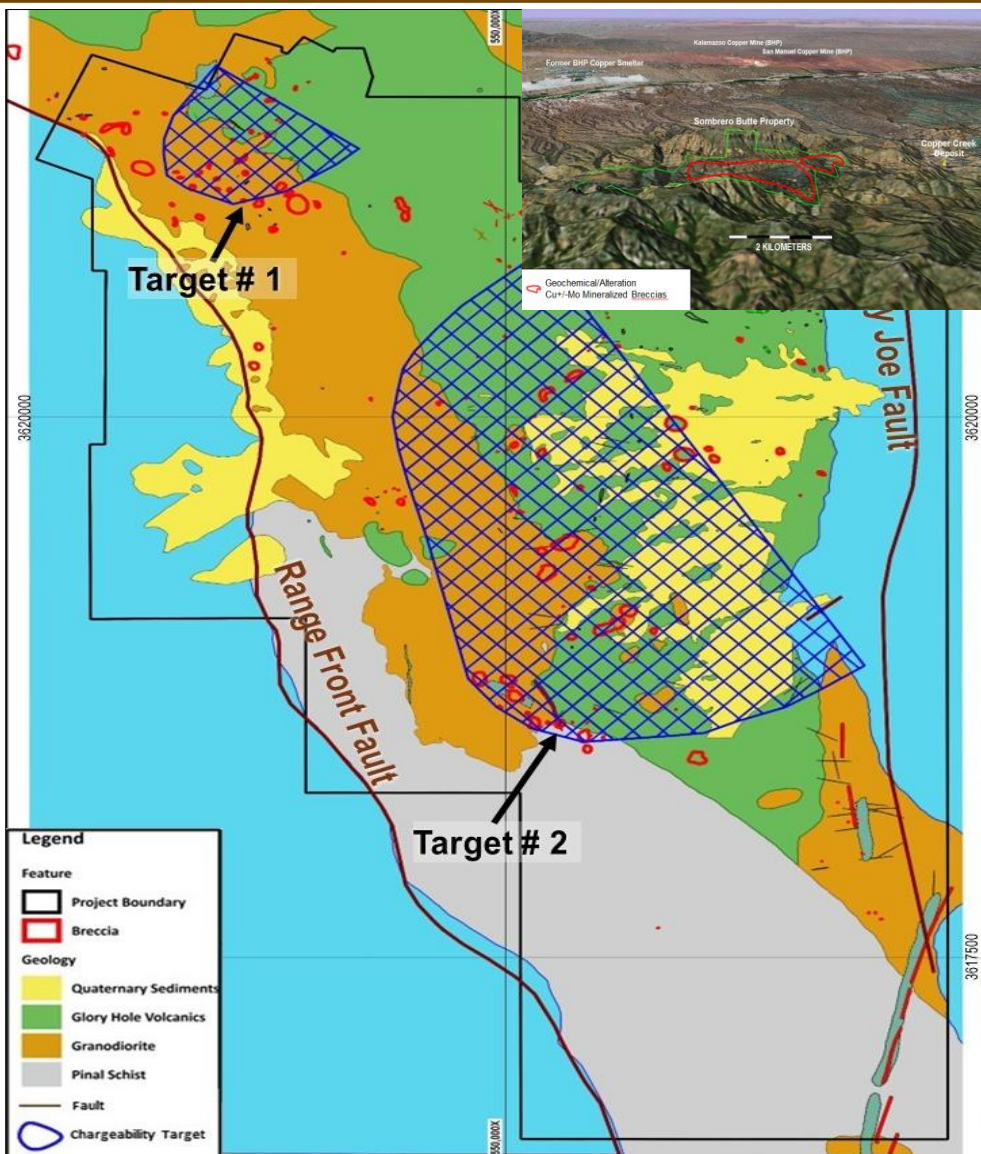 550,000X
Kalamazoo Copper Mine (BHP)
San Manuel Copper Mine (BHP)
Former BHP Copper Smelter
Sombrero Butte Property
Copper Creek
Deposit
2 KILOMETERS
Geochemical/Alteration
Cu+/-Mo Mineralized Breccias
Target # 1
y Joe Fault
3620000
3620000
Range Front Fault
Target # 2
Legend
Feature
Project Boundary
Breccia
Geology
Quaternary Sediments
Glory Hole Volcanics
Granodiorite
Pinal Schist
Fault
Chargeability Target
3617500
550,000X